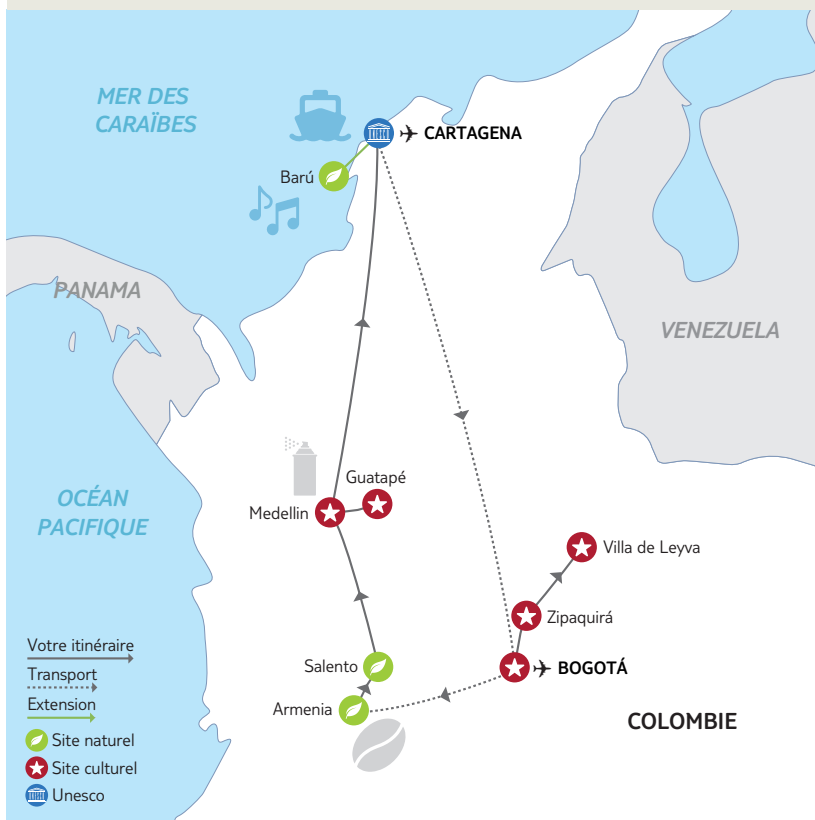 MER DES
CARAÏBES
CARTAGENA
Barú
PANAMA
VENEZUELA
Guatapé
Medellin
OCÉAN
PACIFIQUE
Villa de Leyva
Zipaquirá
Salento
BOGOTÁ
Armenia
COLOMBIE
Votre itinéraire
Transport
Extension
Site naturel
Site culturel
Unesco